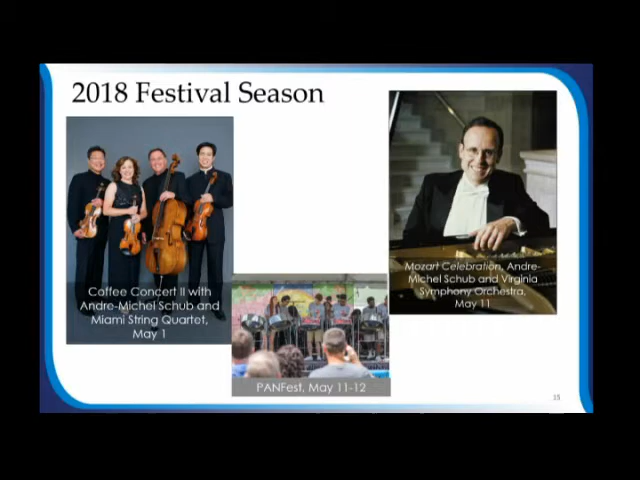 2018 Festival Season
Coffee Concert II with
Andre-Michel Schub and
Miami String Quartet,
May 1
Mozart Celebration, Andre-
Michel Schub and Virginia
Symphony Orchestra,
May 11
PANFest, May 11-12
15